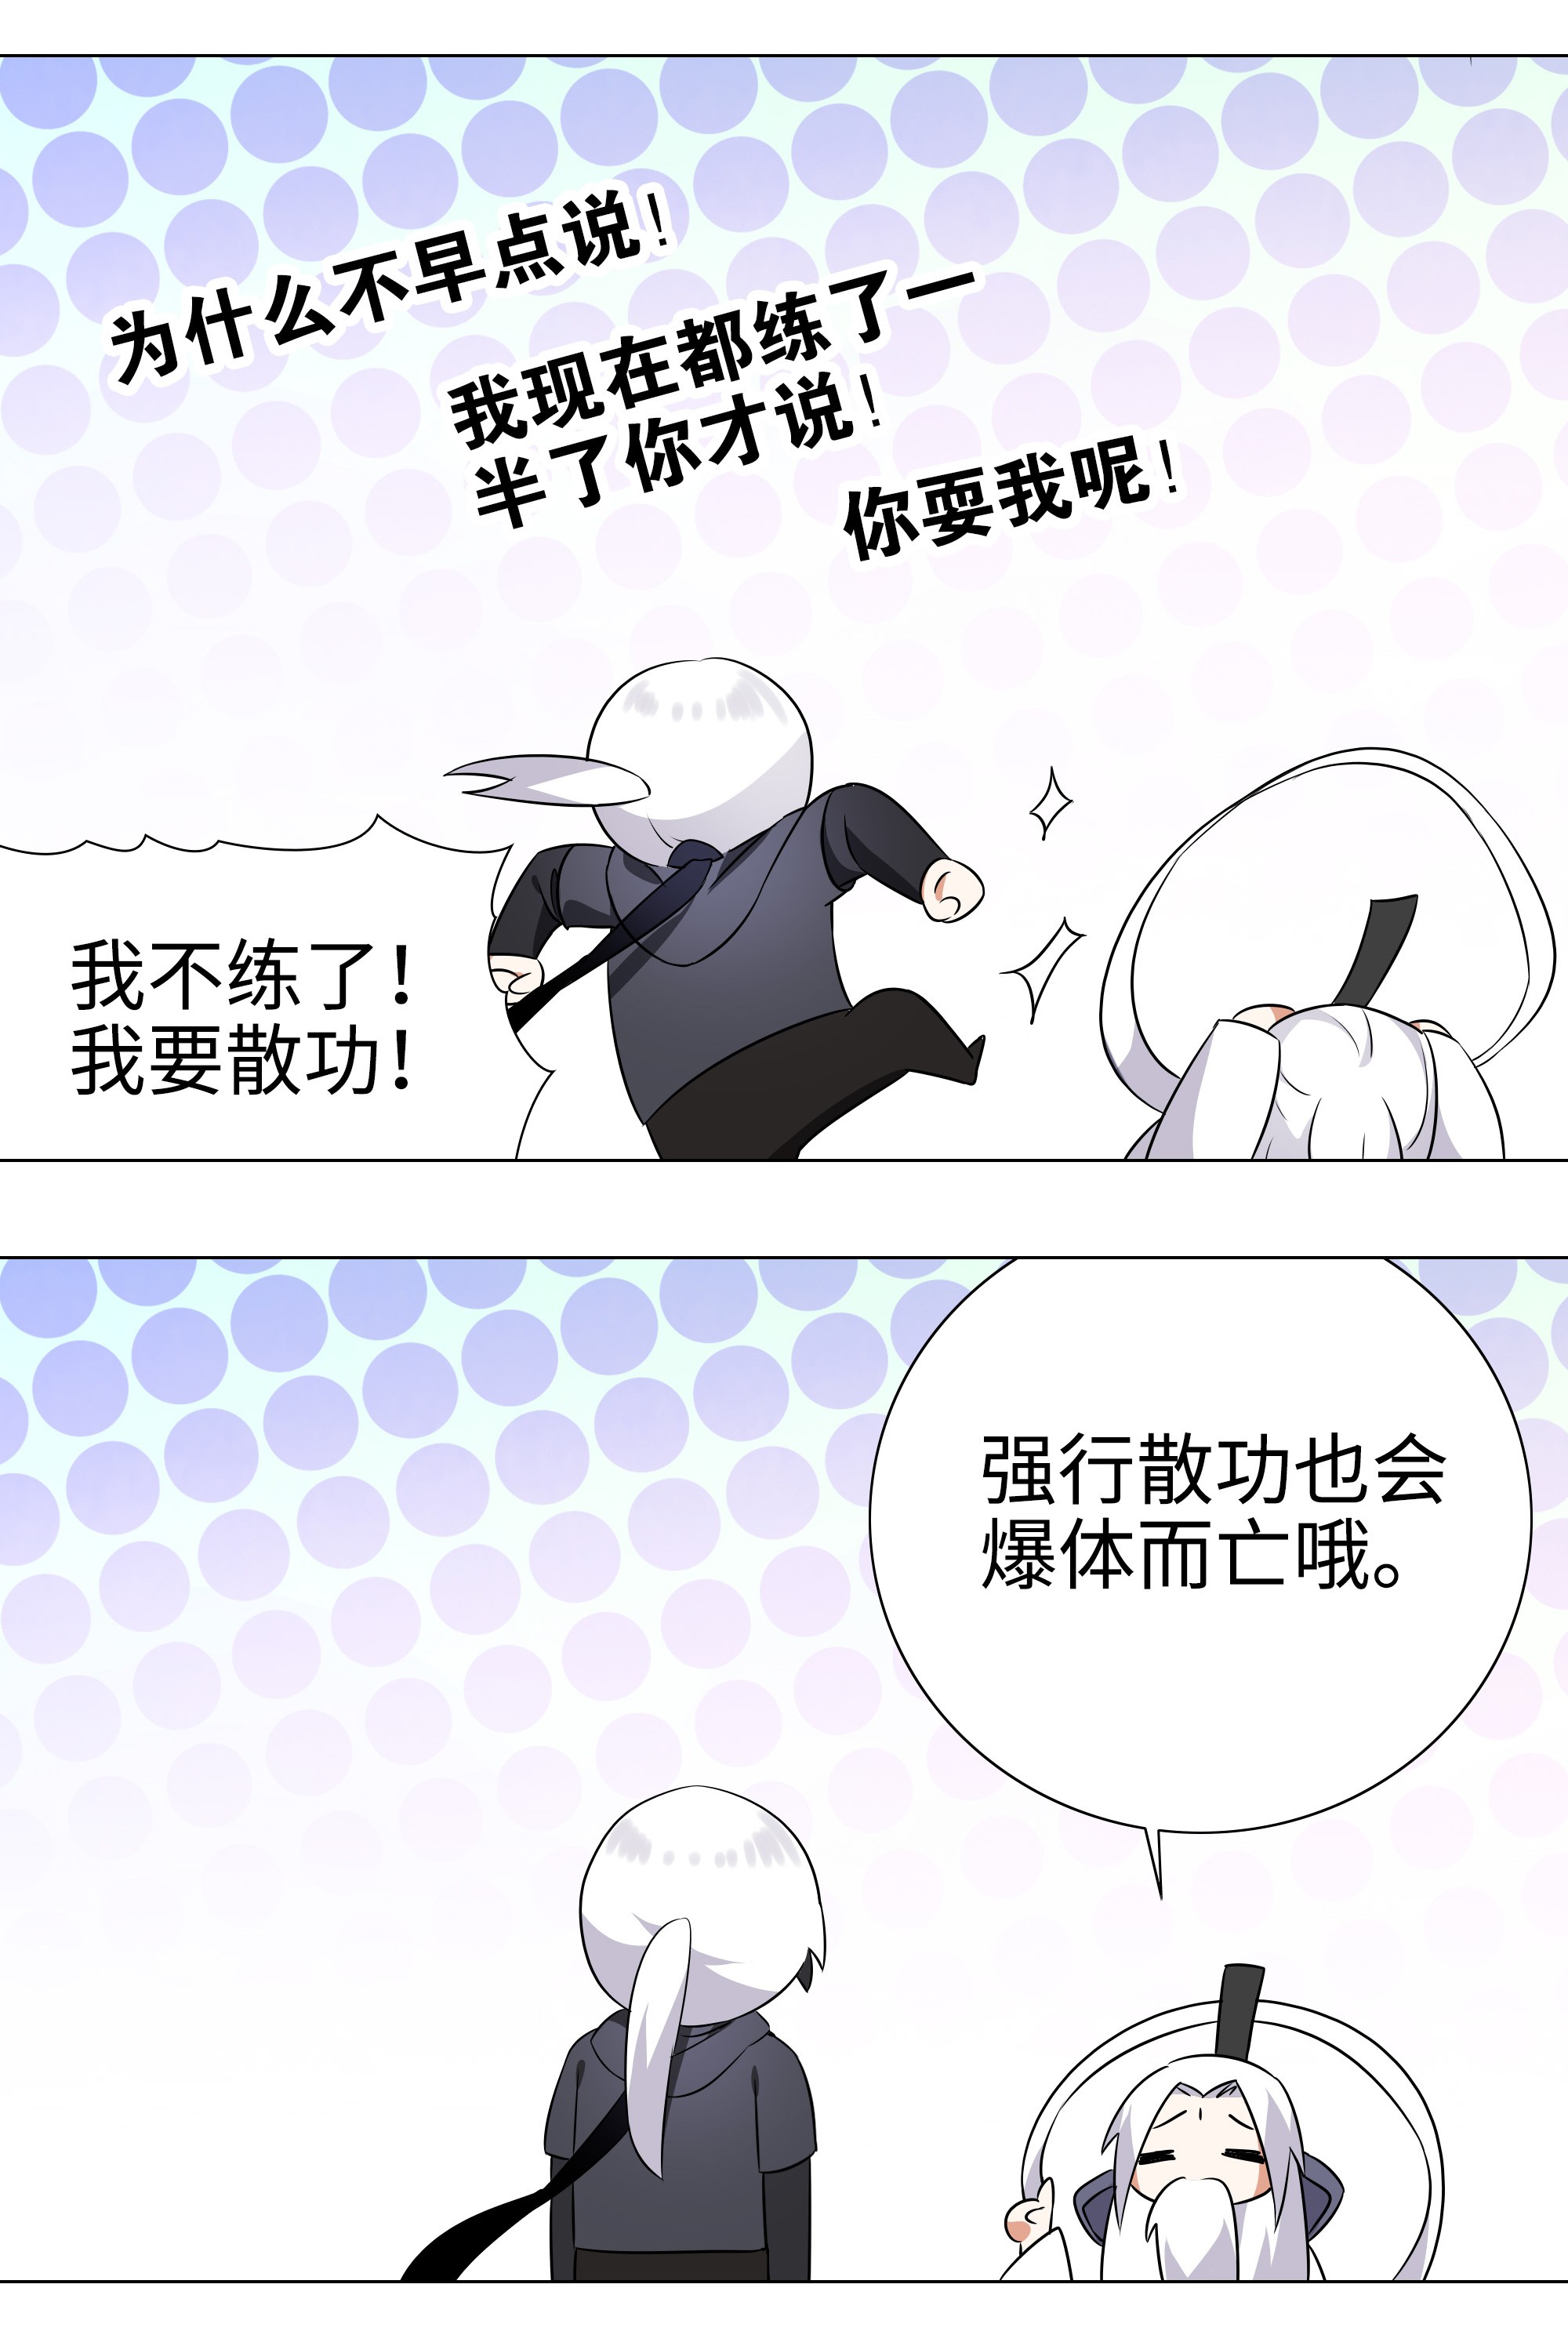 为什么不早点说！
我现在都练了一
半了你才说！
你耍我呢！
我不练了！
我要散功！
强行散功也会
爆体而亡哦。